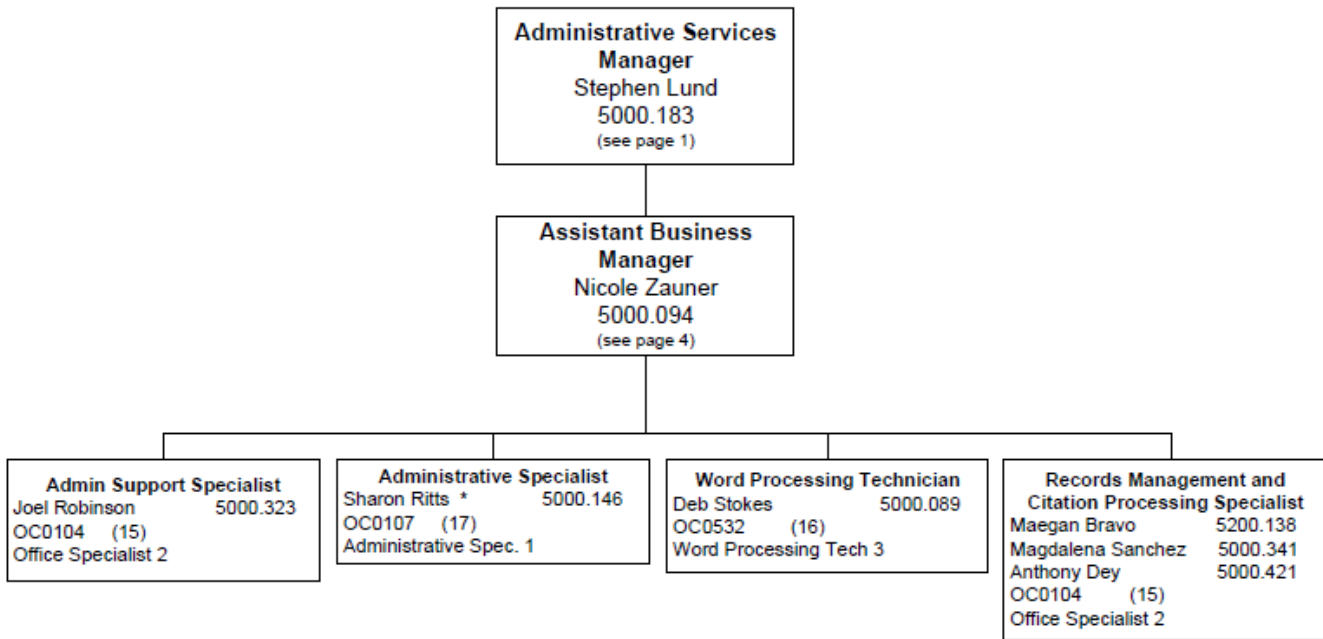 Administrative Services
Manager
Stephen Lund
5000.183
(see page 1)
Assistant Business
Manager
Nicole Zauner
5000.094
(see page 4)
Admin Support Specialist
Joel Robinson 5000.323
OC0104 (15)
Office Specialist 2
Administrative Specialist
Sharon Ritts * 5000.146
OC0107 (17)
Administrative Spec. 1
Word Processing Technician
Deb Stokes 5000.089
OC0532 (16)
Word Processing Tech 3
Records Management and
Citation Processing Specialist
Maegan Bravo 5200.138
Magdalena Sanchez 5000.341
Anthony Dey 5000.421
OC0104 (15)
Office Specialist 2